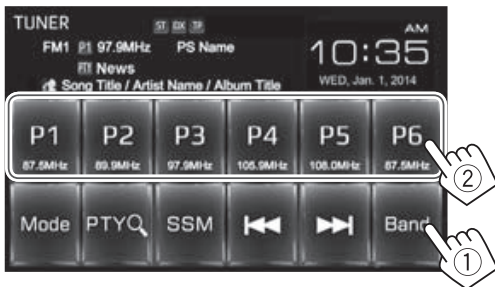 TUNER ST DX TP AM
FM1 P1 97.9MHz PS Name 10:35
PTY News
Song Title / Artist Name / Album Title WED, Jan. 1, 2014
P1 P2 P3 P4 P5 P6
87.5MHz 89.9MHz 97.9MHz 105.9MHz 108.0MHz 87.5MHz
2
Mode PTY SSM Band
1